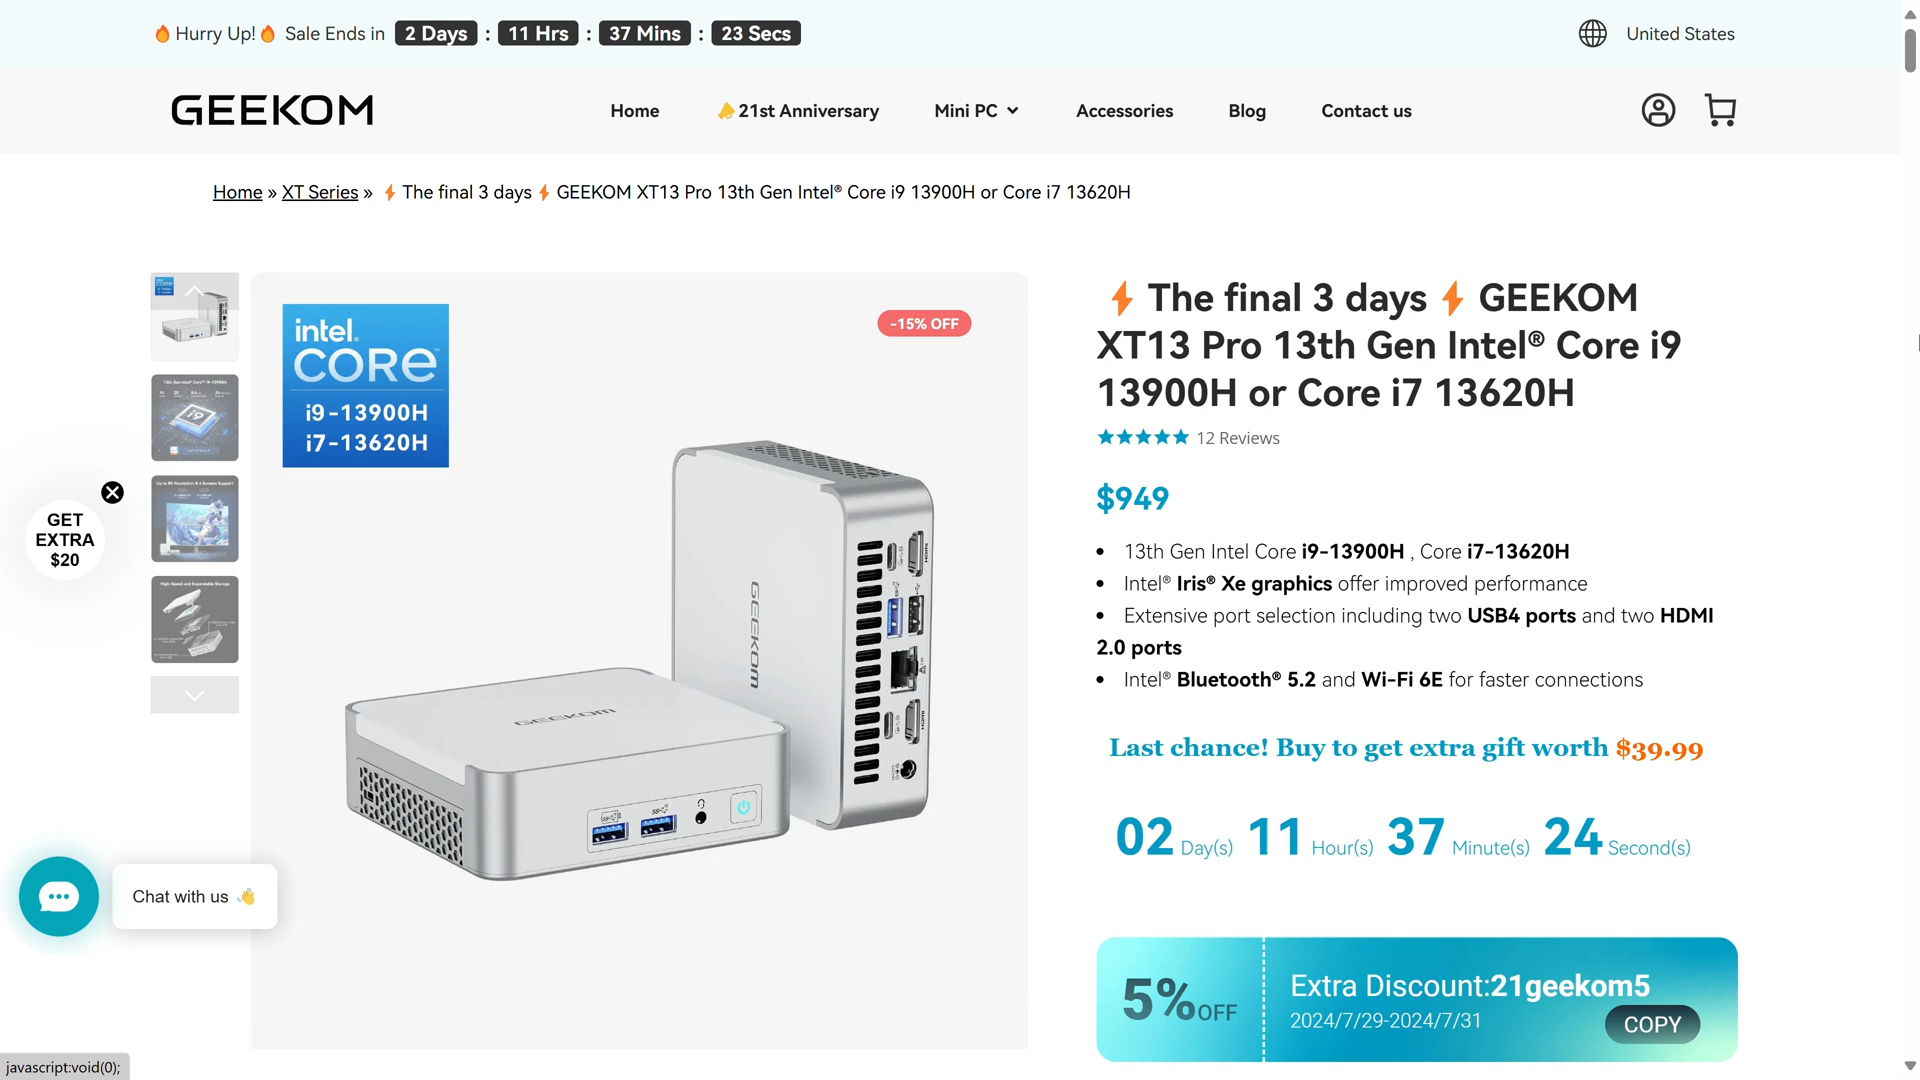 🔥 Hurry Up!🔥 Sale Ends in 2 Days : 11 Hrs : 37 Mins : 23 Secs
United States
GEEKOM
Home
21st Anniversary
Mini PC
Accessories
Blog
Contact us
Home » XT Series » ⚡ The final 3 days ⚡ GEEKOM XT13 Pro 13th Gen Intel® Core i9 13900H or Core i7 13620H
intel.
CORE™
i9-13900H
i7-13620H
-15% OFF
GEEKOM
GEEKOM
HDMI
HDMI
⚡ The final 3 days ⚡ GEEKOM
XT13 Pro 13th Gen Intel® Core i9
13900H or Core i7 13620H
12 Reviews
$949
• 13th Gen Intel Core i9-13900H , Core i7-13620H
• Intel® Iris® Xe graphics offer improved performance
• Extensive port selection including two USB4 ports and two HDMI
2.0 ports
• Intel® Bluetooth® 5.2 and Wi-Fi 6E for faster connections
Last chance! Buy to get extra gift worth $39.99
02 Day(s) 11 Hour(s) 37 Minute(s) 24 Second(s)
5%OFF
Extra Discount:21geekom5
2024/7/29-2024/7/31
COPY
GET
EXTRA
$20
Chat with us 👋
javascript:void(0);